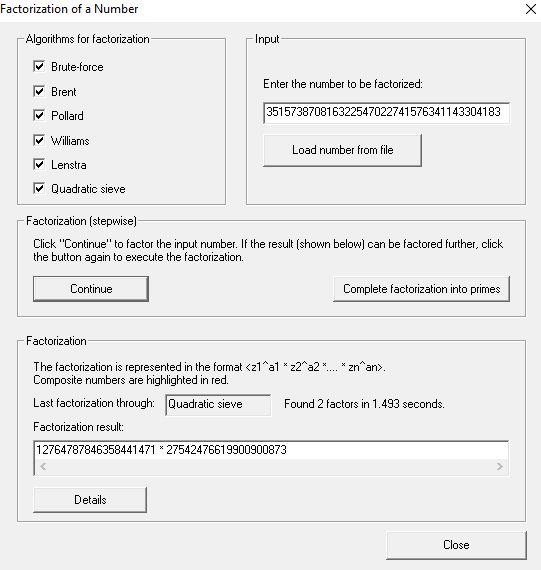 Factorization of a Number
Algorithms for factorization
Brute-force
Brent
Pollard
Williams
Lenstra
Quadratic sieve
Input
Enter the number to be factorized:
351573870816322547022741576341143304183
Load number from file
Factorization (stepwise)
Click "Continue" to factor the input number. If the result (shown below) can be factored further, click
the button again to execute the factorization.
Continue
Complete factorization into primes
Factorization
The factorization is represented in the format <z1^a1 * z2^a2 *.... * zn^an>.
Composite numbers are highlighted in red.
Last factorization through: Quadratic sieve Found 2 factors in 1.493 seconds.
Factorization result:
12764787846358441471 * 27542476619900900873
Details
Close